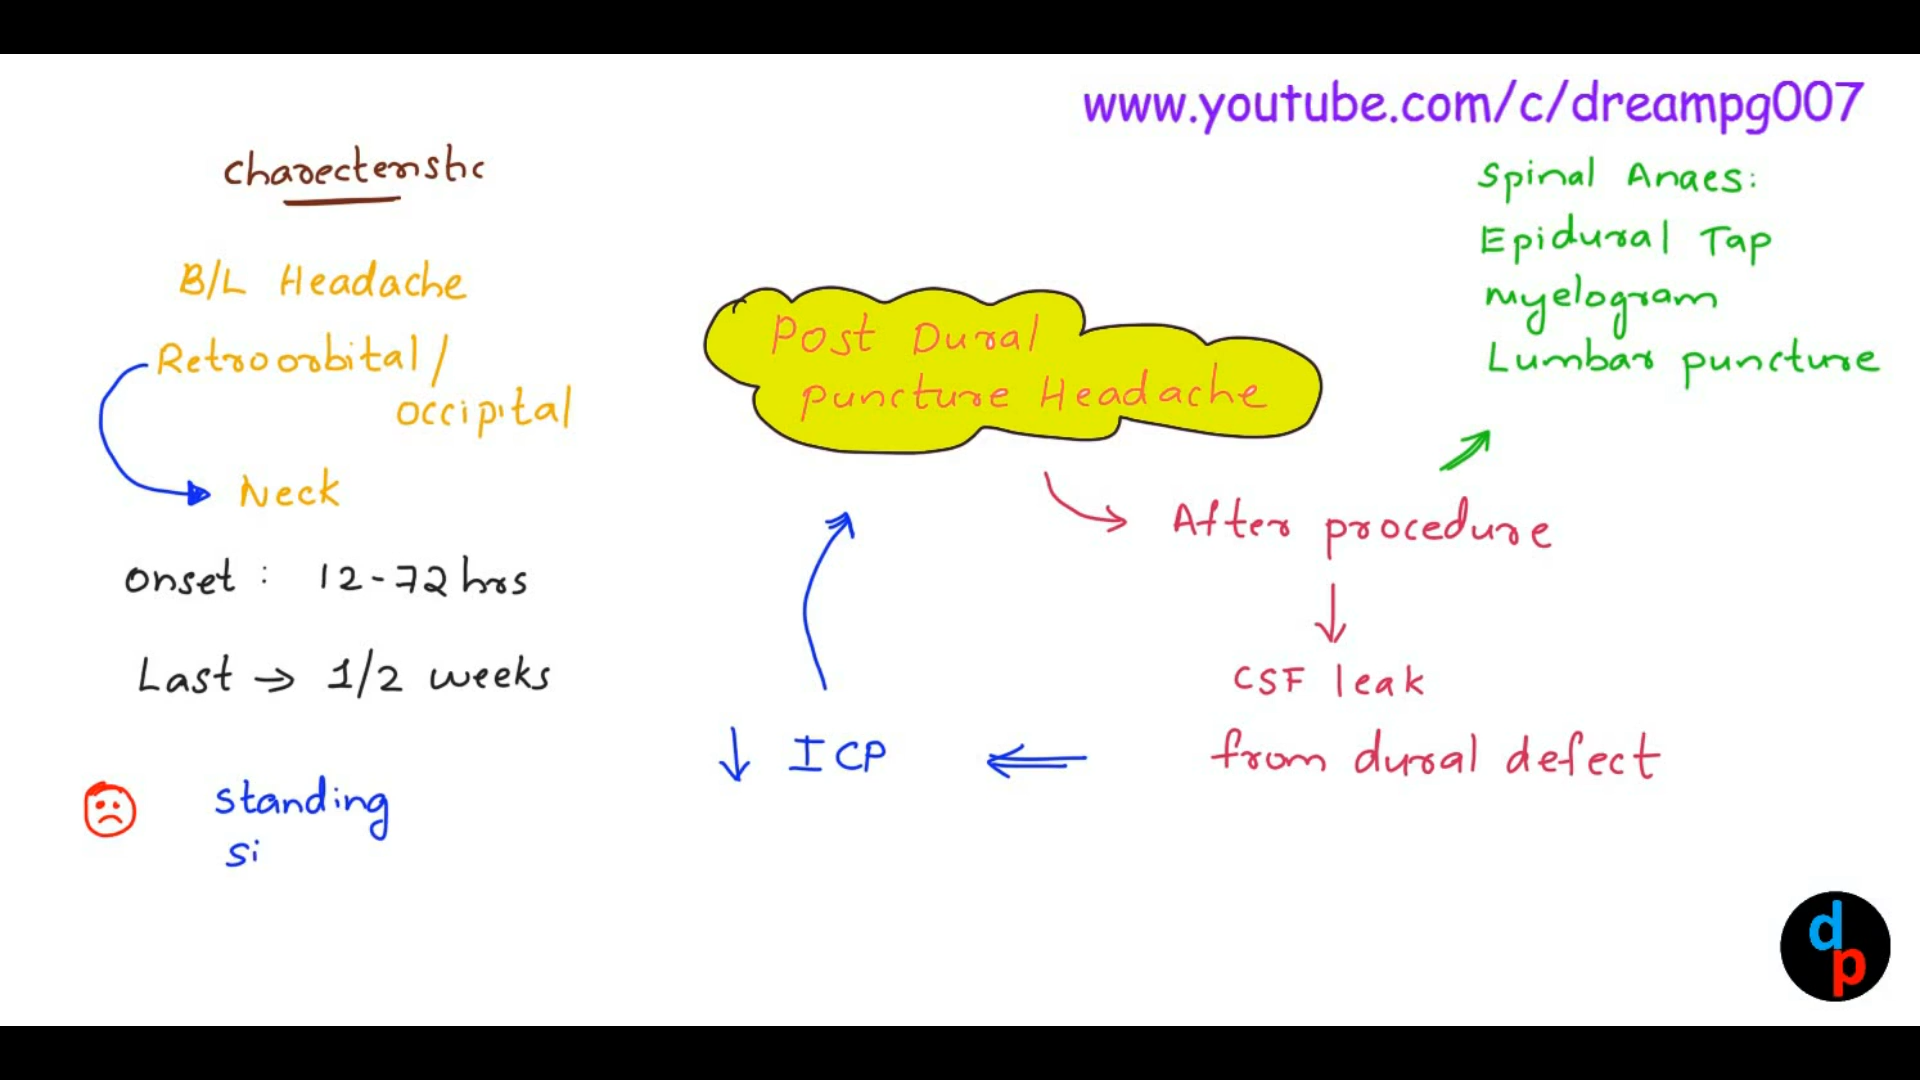 www.youtube.com/c/dreampg007
charecteristic
B/L Headache
Retroorbital/
occipital
Neck
onset : 12-72 hrs
Last → 1/2 weeks
standing
si
Post Dural
puncture Headache
Spinal Anaes:
Epidural Tap
Myelogram
Lumbar puncture
After procedure
↓
CSF leak
from dural defect
↓ ICP
dp